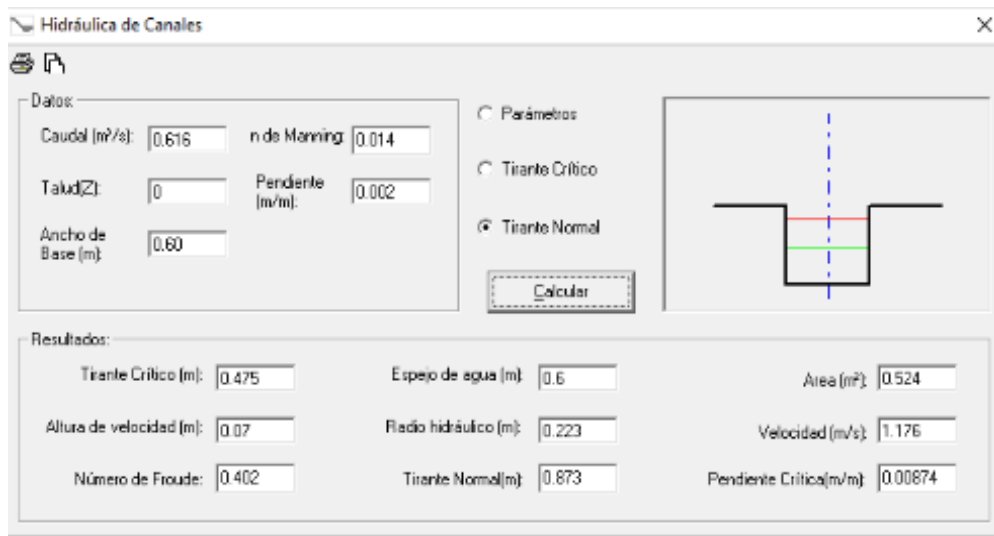 Hidráulica de Canales
Datos:
Caudal (m³/s): 0.616 n de Manning: 0.014
Talud(Z): 0 Pendiente (m/m): 0.002
Ancho de Base (m): 0.60
Parámetros
Tirante Crítico
Tirante Normal
Calcular
Resultados:
Tirante Crítico (m): 0.475 Espejo de agua (m): 0.6 Area (m²): 0.524
Altura de velocidad (m): 0.07 Radio hidráulico (m): 0.223 Velocidad (m/s): 1.176
Número de Froude: 0.402 Tirante Normal(m): 0.873 Pendiente Crítica(m/m): 0.00874